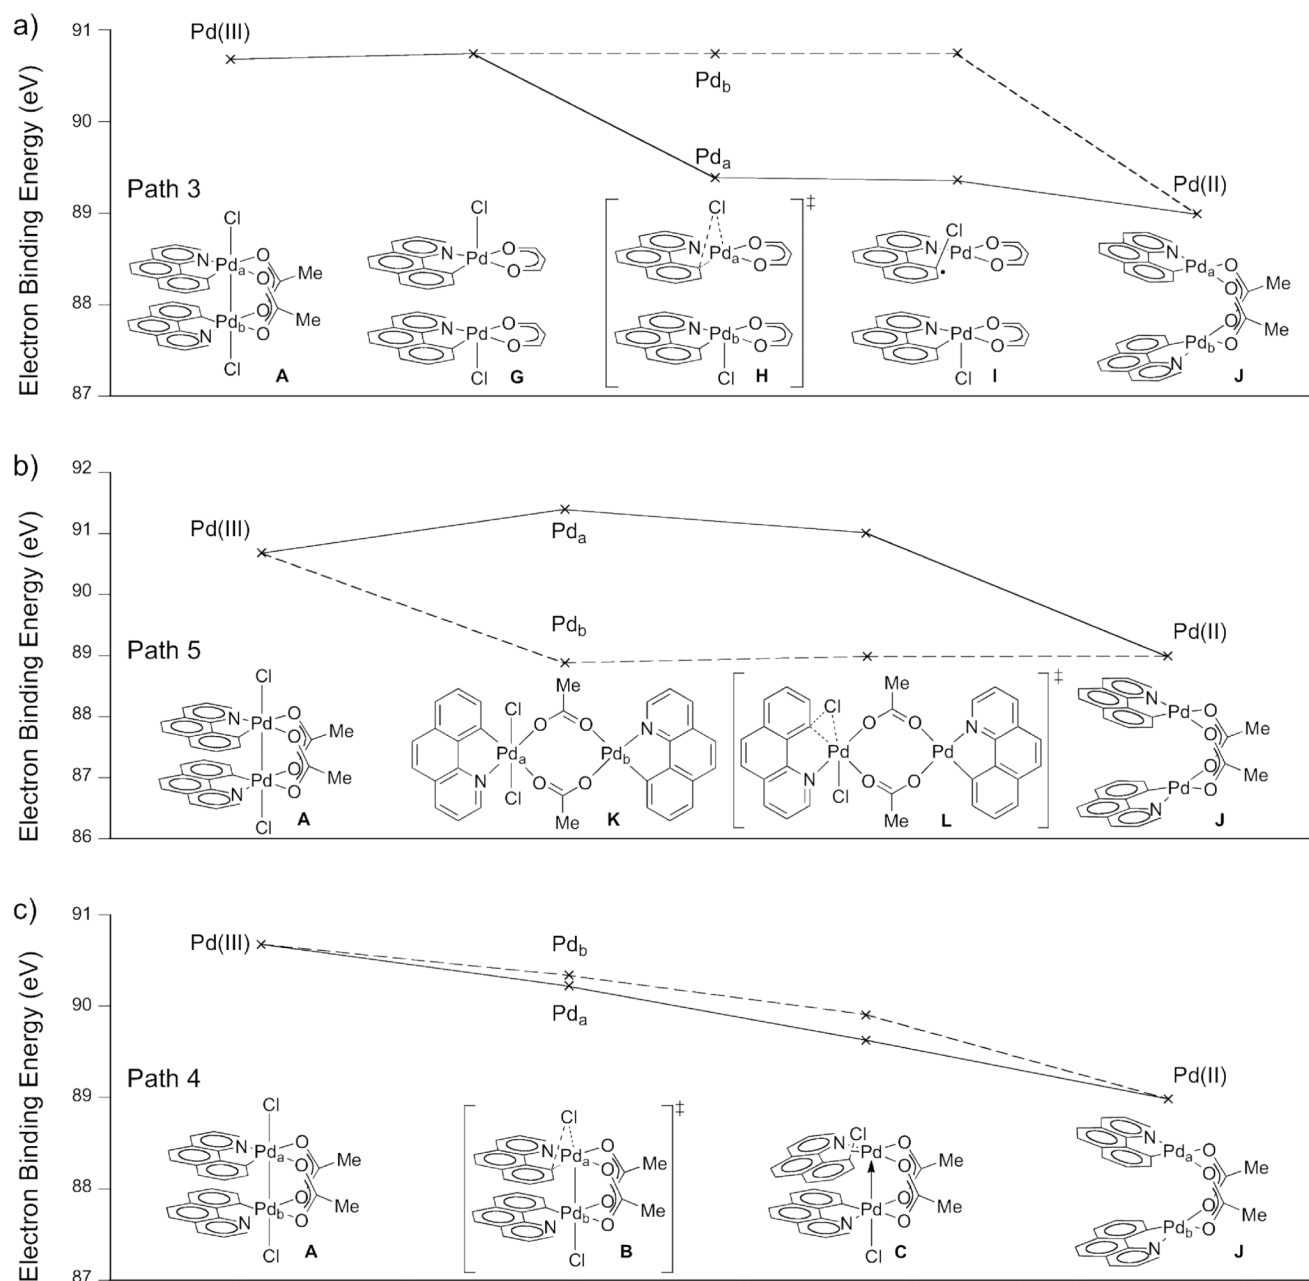 a)
Electron Binding Energy (eV)
91
90
89
88
87
Pd(III)
Pd_b
Pd_a
Pd(II)
Path 3
Cl
N Pd_a O O Me
Pd_b O O Me
N
Cl
A
Cl
N Pd O O
N Pd O O
Cl
G
Cl ‡
N Pd_a O O
N Pd_b O O
Cl
H
Cl
N Pd O O
•
N Pd O O
Cl
I
N Pd_a O O Me
Me
Pd_b O O
N
J
b)
Electron Binding Energy (eV)
92
91
90
89
88
87
86
Pd(III)
Pd_a
Pd_b
Pd(II)
Path 5
Cl
N Pd O O Me
Pd O O Me
N
Cl
A
Me
Cl
O O N
Pd_a Pd_b
N O O
Cl
Me
K
Me ‡
Cl
O O N
Pd Pd
N O O
Cl
Me
L
N Pd O O Me
Me
Pd O O
N
J
c)
Electron Binding Energy (eV)
91
90
89
88
87
Pd(III)
Pd_b
Pd_a
Pd(II)
Path 4
Cl
N Pd_a O O Me
Pd_b O O Me
N
Cl
A
Cl ‡
N Pd_a O O Me
Pd_b O O Me
N
Cl
B
Cl
N Pd O O Me
Pd O O Me
N
Cl
C
N Pd_a O O Me
Me
Pd_b O O
N
J